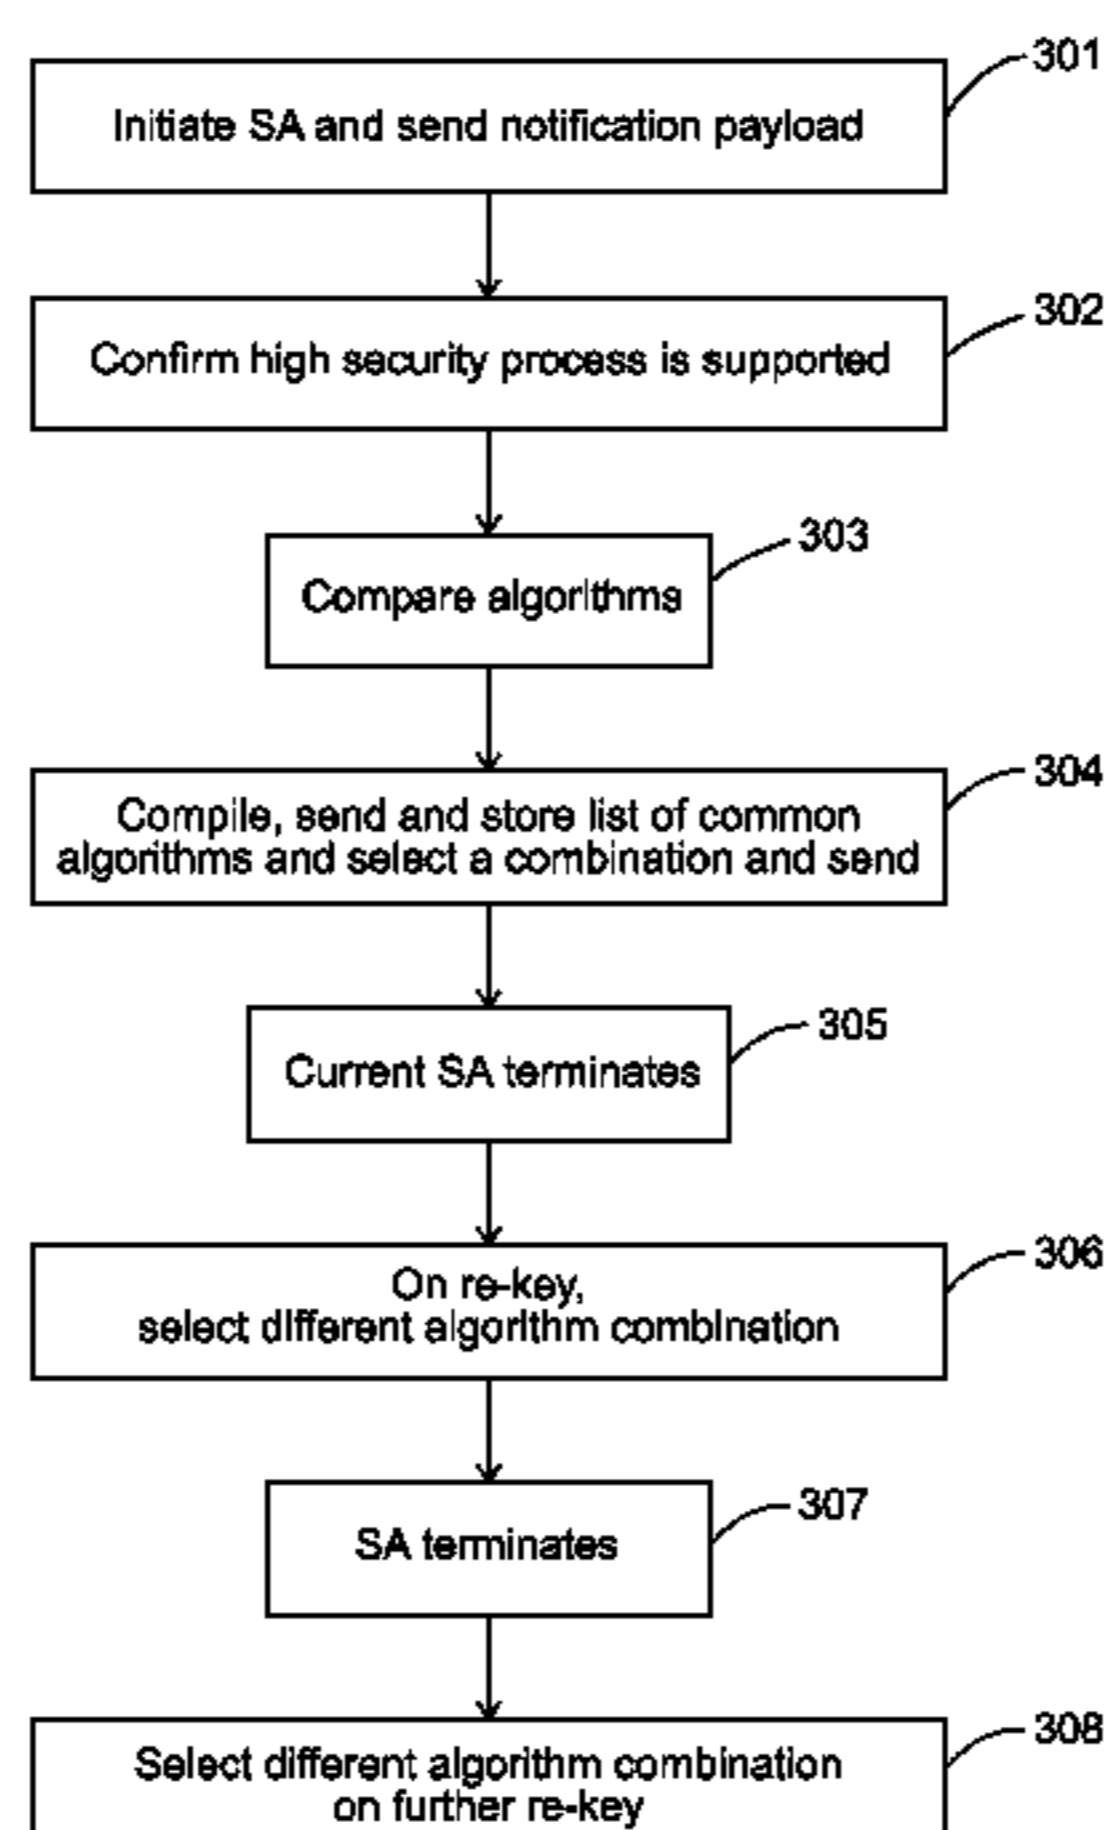 301
Initiate SA and send notification payload
302
Confirm high security process is supported
303
Compare algorithms
304
Compile, send and store list of common
algorithms and select a combination and send
305
Current SA terminates
306
On re-key,
select different algorithm combination
307
SA terminates
308
Select different algorithm combination
on further re-key